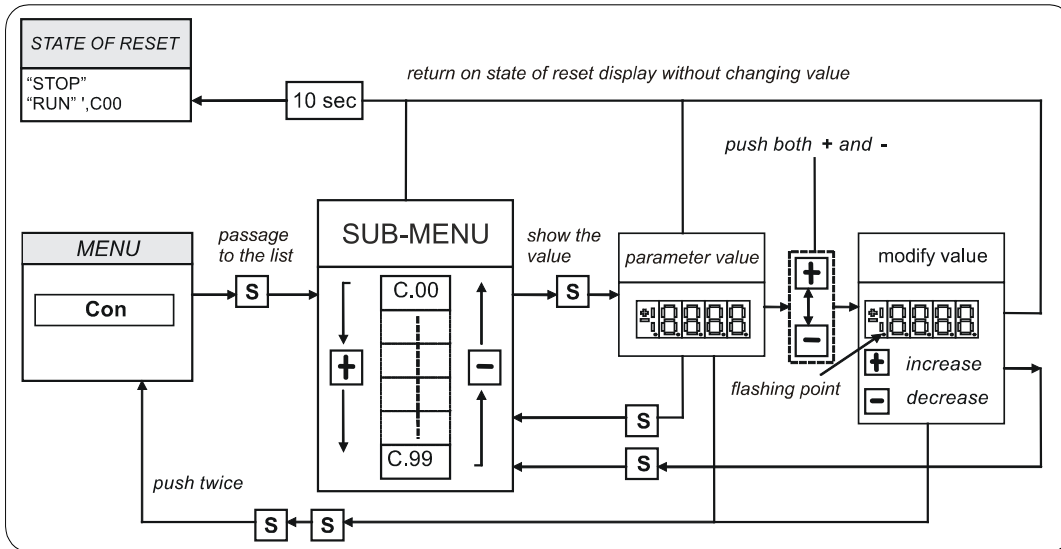 STATE OF RESET
“STOP”
“RUN” ',C00
return on state of reset display without changing value
10 sec
push both + and -
MENU
Con
passage
to the list
S
SUB-MENU
C.00
+
-
C.99
show the
value
S
parameter value
+
-
modify value
flashing point
+ increase
- decrease
S
S
push twice
S
S